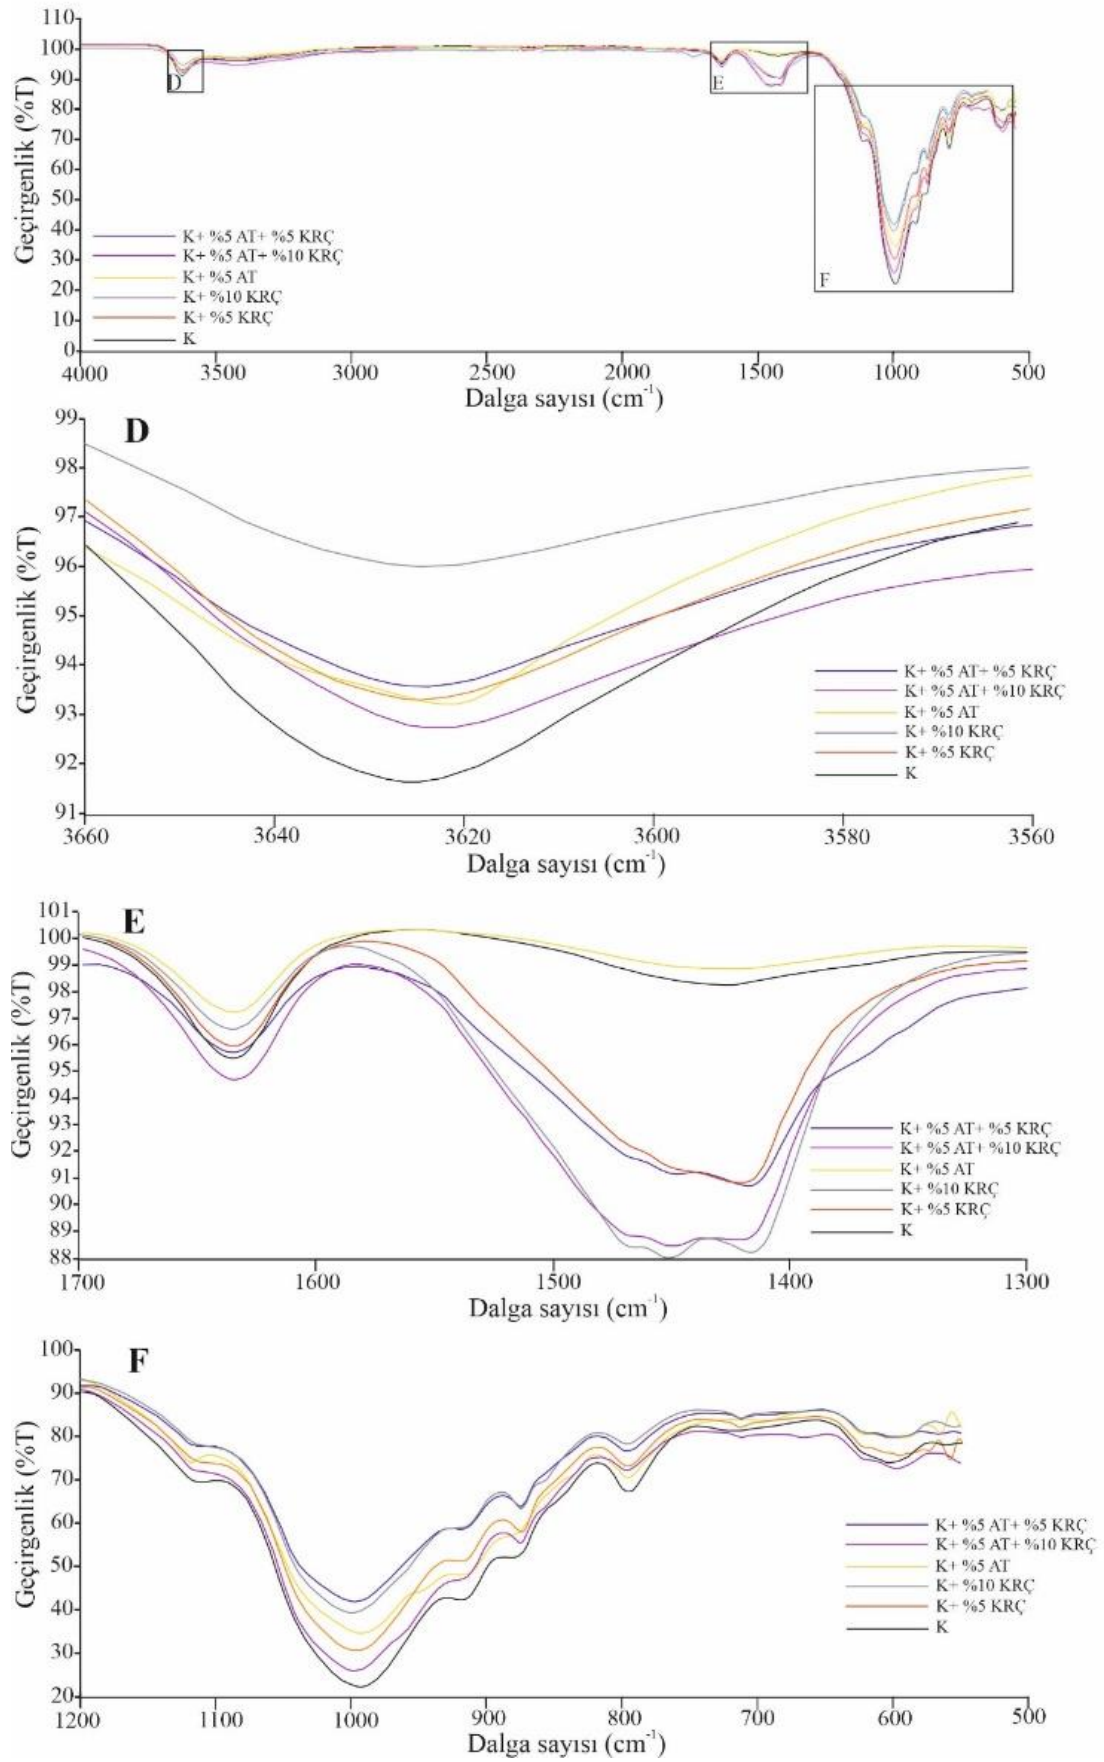 110
100
90
80
70
60
50
40
30
20
10
0
Geçirgenlik (%T)
D
E
F
K+ %5 AT+ %5 KRÇ
K+ %5 AT+ %10 KRÇ
K+ %5 AT
K+ %10 KRÇ
K+ %5 KRÇ
K
4000 3500 3000 2500 2000 1500 1000 500
Dalga sayısı (cm⁻¹)
D
99
98
97
96
95
94
93
92
91
Geçirgenlik (%T)
K+ %5 AT+ %5 KRÇ
K+ %5 AT+ %10 KRÇ
K+ %5 AT
K+ %10 KRÇ
K+ %5 KRÇ
K
3660 3640 3620 3600 3580 3560
Dalga sayısı (cm⁻¹)
E
101
100
99
98
97
96
95
94
93
92
91
90
89
88
Geçirgenlik (%T)
K+ %5 AT+ %5 KRÇ
K+ %5 AT+ %10 KRÇ
K+ %5 AT
K+ %10 KRÇ
K+ %5 KRÇ
K
1700 1600 1500 1400 1300
Dalga sayısı (cm⁻¹)
F
100
90
80
70
60
50
40
30
20
Geçirgenlik (%T)
K+ %5 AT+ %5 KRÇ
K+ %5 AT+ %10 KRÇ
K+ %5 AT
K+ %10 KRÇ
K+ %5 KRÇ
K
1200 1100 1000 900 800 700 600 500
Dalga sayısı (cm⁻¹)